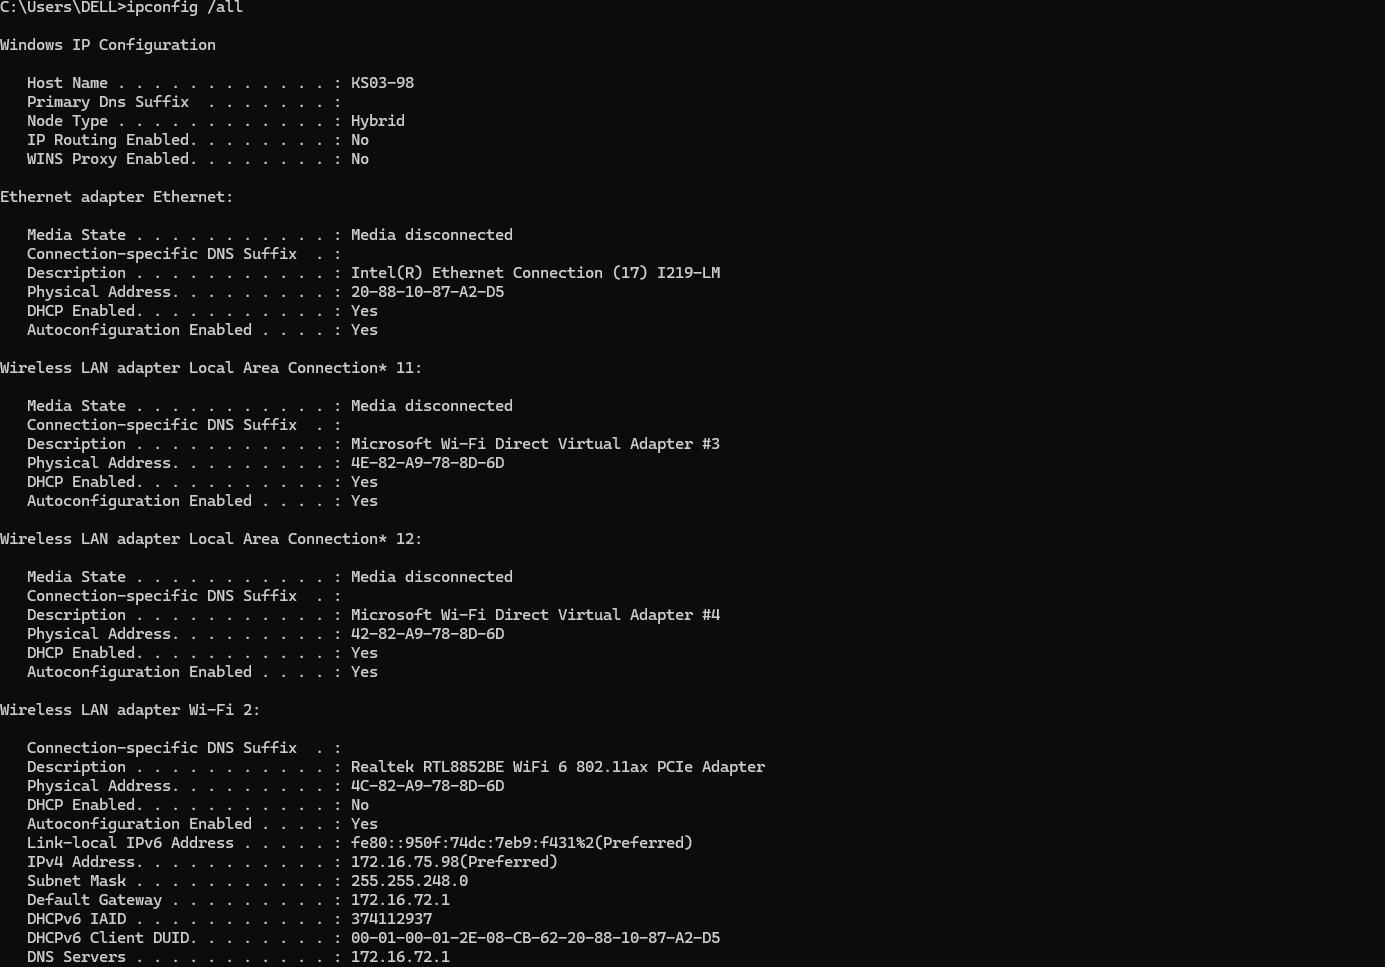 C:\Users\DELL>ipconfig /all
Windows IP Configuration
   Host Name . . . . . . . . . . . . : KS03-98
   Primary Dns Suffix  . . . . . . . :
   Node Type . . . . . . . . . . . . : Hybrid
   IP Routing Enabled. . . . . . . . : No
   WINS Proxy Enabled. . . . . . . . : No
Ethernet adapter Ethernet:
   Media State . . . . . . . . . . . : Media disconnected
   Connection-specific DNS Suffix  . :
   Description . . . . . . . . . . . : Intel(R) Ethernet Connection (17) I219-LM
   Physical Address. . . . . . . . . : 20-88-10-87-A2-D5
   DHCP Enabled. . . . . . . . . . . : Yes
   Autoconfiguration Enabled . . . . : Yes
Wireless LAN adapter Local Area Connection* 11:
   Media State . . . . . . . . . . . : Media disconnected
   Connection-specific DNS Suffix  . :
   Description . . . . . . . . . . . : Microsoft Wi-Fi Direct Virtual Adapter #3
   Physical Address. . . . . . . . . : 4E-82-A9-78-8D-6D
   DHCP Enabled. . . . . . . . . . . : Yes
   Autoconfiguration Enabled . . . . : Yes
Wireless LAN adapter Local Area Connection* 12:
   Media State . . . . . . . . . . . : Media disconnected
   Connection-specific DNS Suffix  . :
   Description . . . . . . . . . . . : Microsoft Wi-Fi Direct Virtual Adapter #4
   Physical Address. . . . . . . . . : 42-82-A9-78-8D-6D
   DHCP Enabled. . . . . . . . . . . : Yes
   Autoconfiguration Enabled . . . . : Yes
Wireless LAN adapter Wi-Fi 2:
   Connection-specific DNS Suffix  . :
   Description . . . . . . . . . . . : Realtek RTL8852BE WiFi 6 802.11ax PCIe Adapter
   Physical Address. . . . . . . . . : 4C-82-A9-78-8D-6D
   DHCP Enabled. . . . . . . . . . . : No
   Autoconfiguration Enabled . . . . : Yes
   Link-local IPv6 Address . . . . . : fe80::950f:74dc:7eb9:f431%2(Preferred)
   IPv4 Address. . . . . . . . . . . : 172.16.75.98(Preferred)
   Subnet Mask . . . . . . . . . . . : 255.255.248.0
   Default Gateway . . . . . . . . . : 172.16.72.1
   DHCPv6 IAID . . . . . . . . . . . : 374112937
   DHCPv6 Client DUID. . . . . . . . : 00-01-00-01-2E-08-CB-62-20-88-10-87-A2-D5
   DNS Servers . . . . . . . . . . . : 172.16.72.1